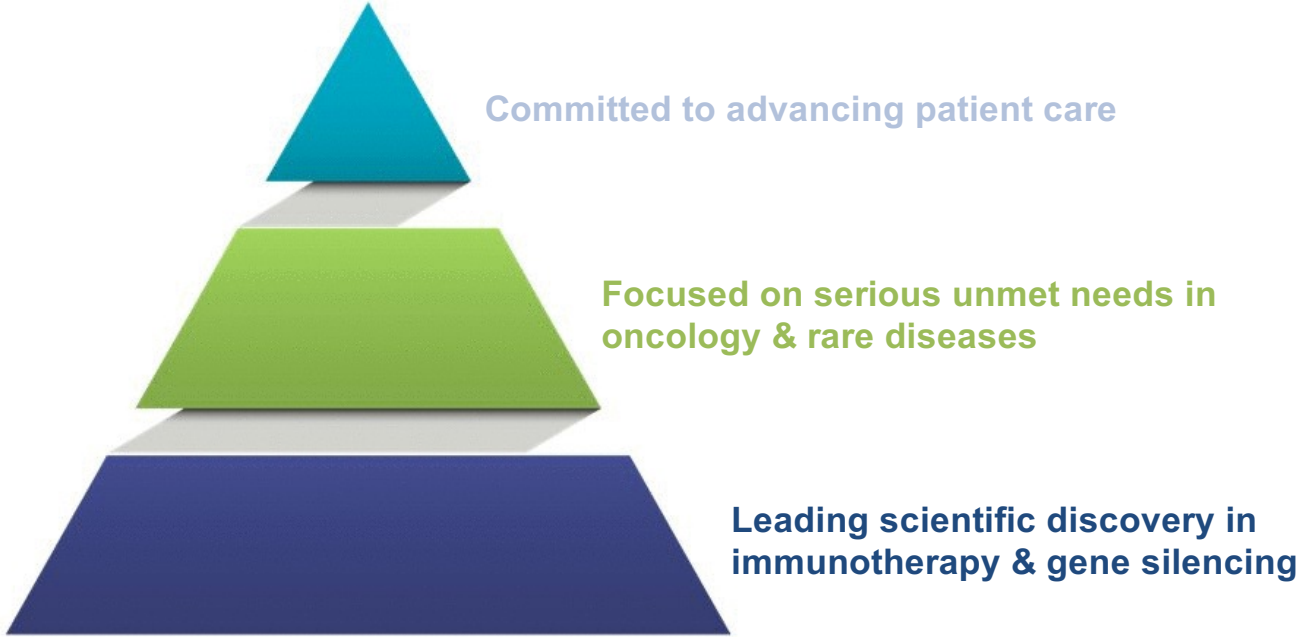 Committed to advancing patient care
Focused on serious unmet needs in
oncology & rare diseases
Leading scientific discovery in
immunotherapy & gene silencing